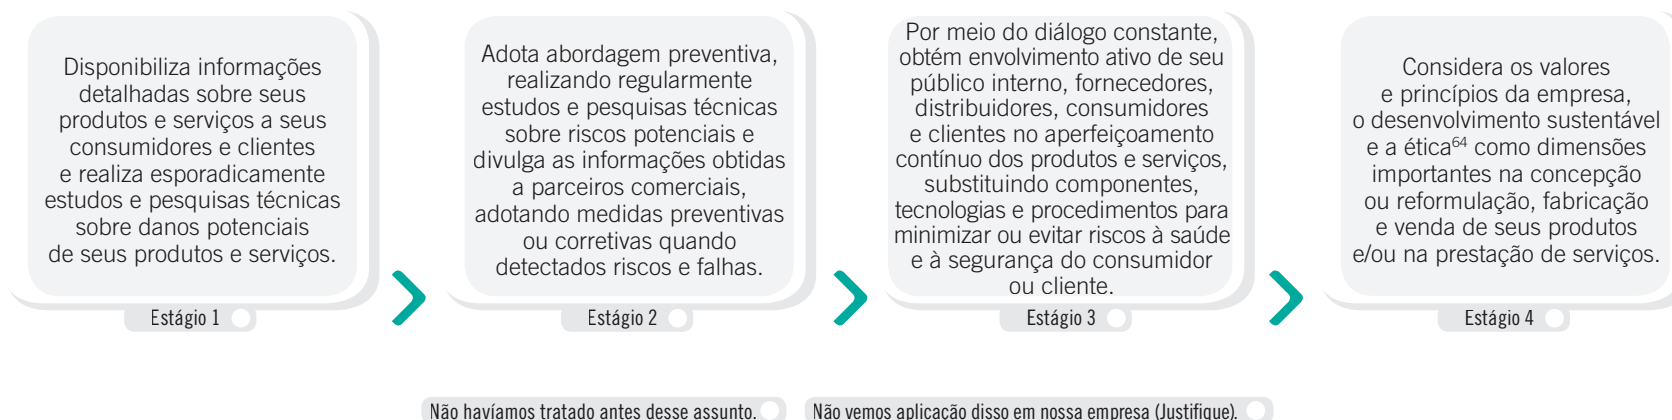 Disponibiliza informações
detalhadas sobre seus
produtos e serviços a seus
consumidores e clientes
e realiza esporadicamente
estudos e pesquisas técnicas
sobre danos potenciais
de seus produtos e serviços.
Estágio 1
Adota abordagem preventiva,
realizando regularmente
estudos e pesquisas técnicas
sobre riscos potenciais e
divulga as informações obtidas
a parceiros comerciais,
adotando medidas preventivas
ou corretivas quando
detectados riscos e falhas.
Estágio 2
Por meio do diálogo constante,
obtém envolvimento ativo de seu
público interno, fornecedores,
distribuidores, consumidores
e clientes no aperfeiçoamento
contínuo dos produtos e serviços,
substituindo componentes,
tecnologias e procedimentos para
minimizar ou evitar riscos à saúde
e à segurança do consumidor
ou cliente.
Estágio 3
Considera os valores
e princípios da empresa,
o desenvolvimento sustentável
e a ética⁶⁴ como dimensões
importantes na concepção
ou reformulação, fabricação
e venda de seus produtos
e/ou na prestação de serviços.
Estágio 4
Não havíamos tratado antes desse assunto.
Não vemos aplicação disso em nossa empresa (Justifique).